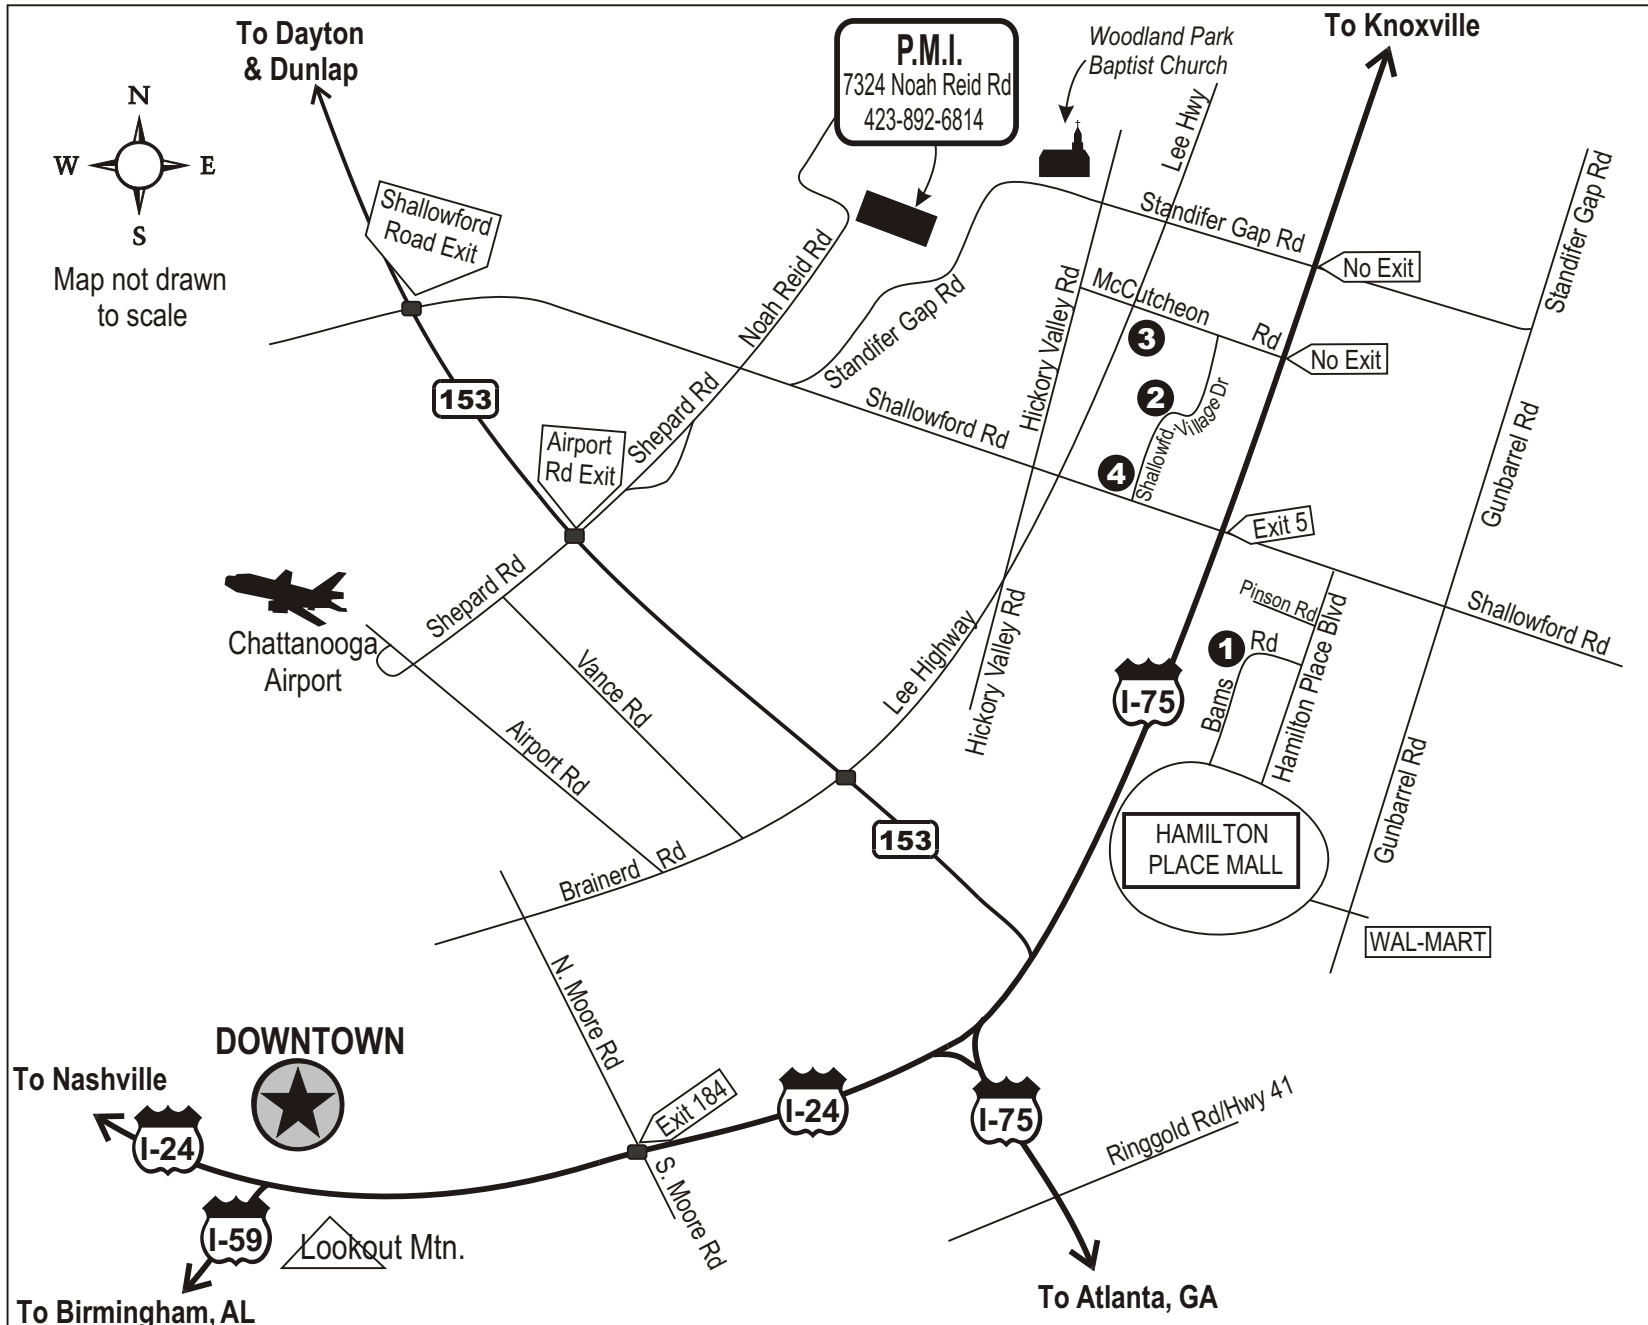 To Dayton
& Dunlap
P.M.I.
7324 Noah Reid Rd
423-892-6814
Woodland Park
Baptist Church
To Knoxville
N
W
E
S
Map not drawn
to scale
Shallowford
Road Exit
Lee Hwy
Standifer Gap Rd
Standifer Gap Rd
No Exit
Noah Reid Rd
Standifer Gap Rd
Hickory Valley Rd
McCutcheon
Rd
No Exit
3
153
2
Shallowfd.
Village Dr
Airport
Rd Exit
Shepard Rd
Shallowford Rd
4
Gunbarrel Rd
Exit 5
Shepard Rd
Chattanooga
Airport
Vance Rd
Airport Rd
Lee Highway
Hickory Valley Rd
I-75
Pinson Rd
1
Bams
Rd
Hamilton Place Blvd
Shallowford Rd
153
HAMILTON
PLACE MALL
Gunbarrel Rd
WAL-MART
Brainerd
Rd
N. Moore Rd
DOWNTOWN
To Nashville
I-24
Exit 184
I-24
I-75
Ringgold Rd/Hwy 41
S. Moore Rd
I-59
Lookout Mtn.
To Birmingham, AL
To Atlanta, GA